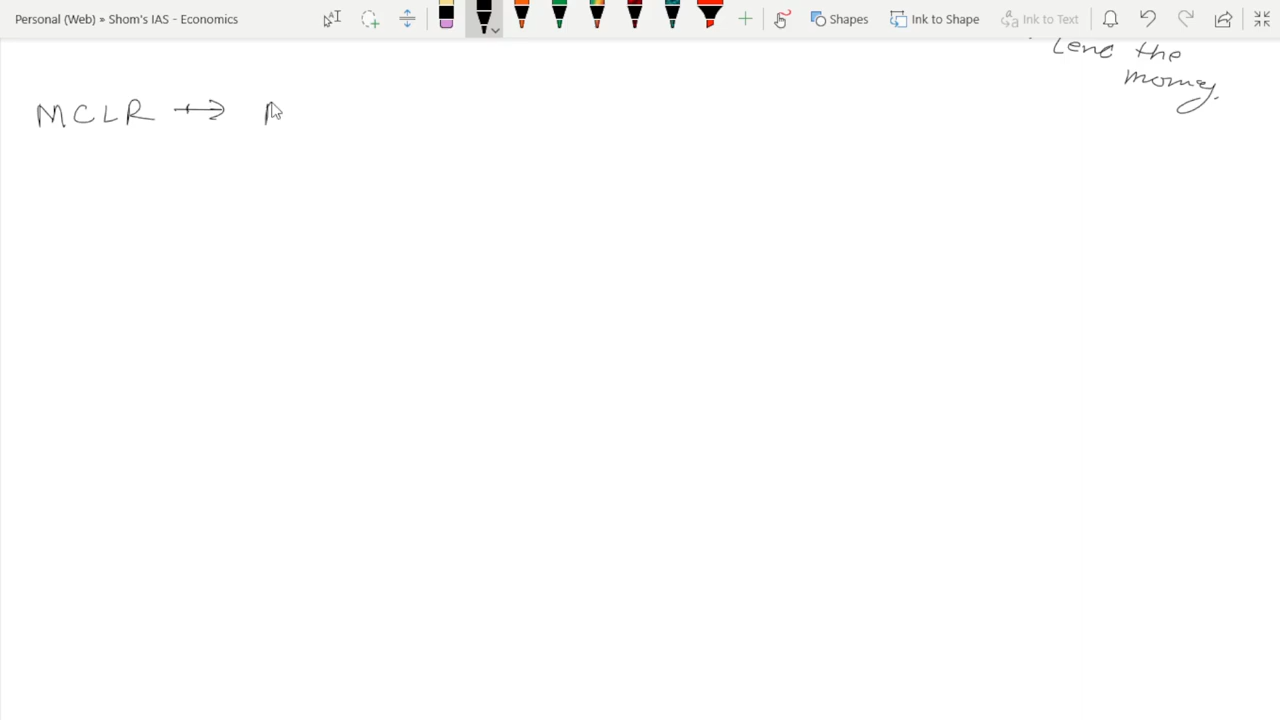 Personal (Web) » Shom's IAS - Economics
Shapes
Ink to Shape
Ink to Text
lend the
money.
MCLR →